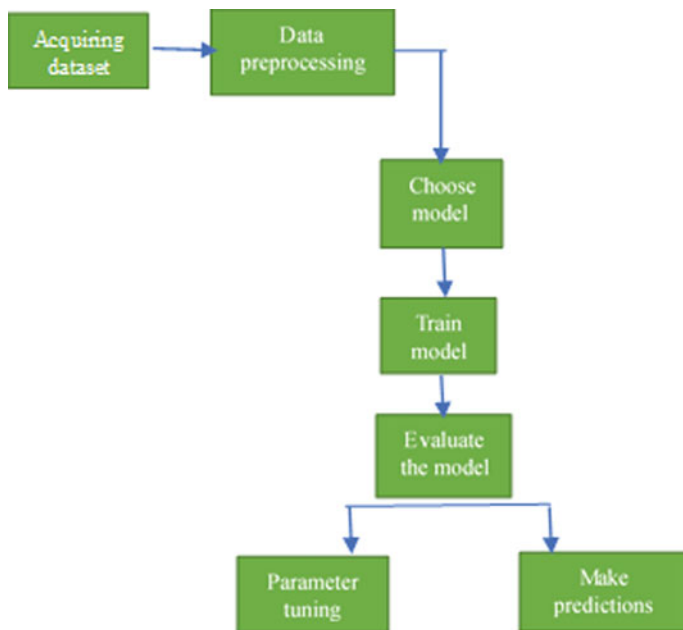 Acquiring
dataset
Data
preprocessing
Choose
model
Train
model
Evaluate
the model
Parameter
tuning
Make
predictions